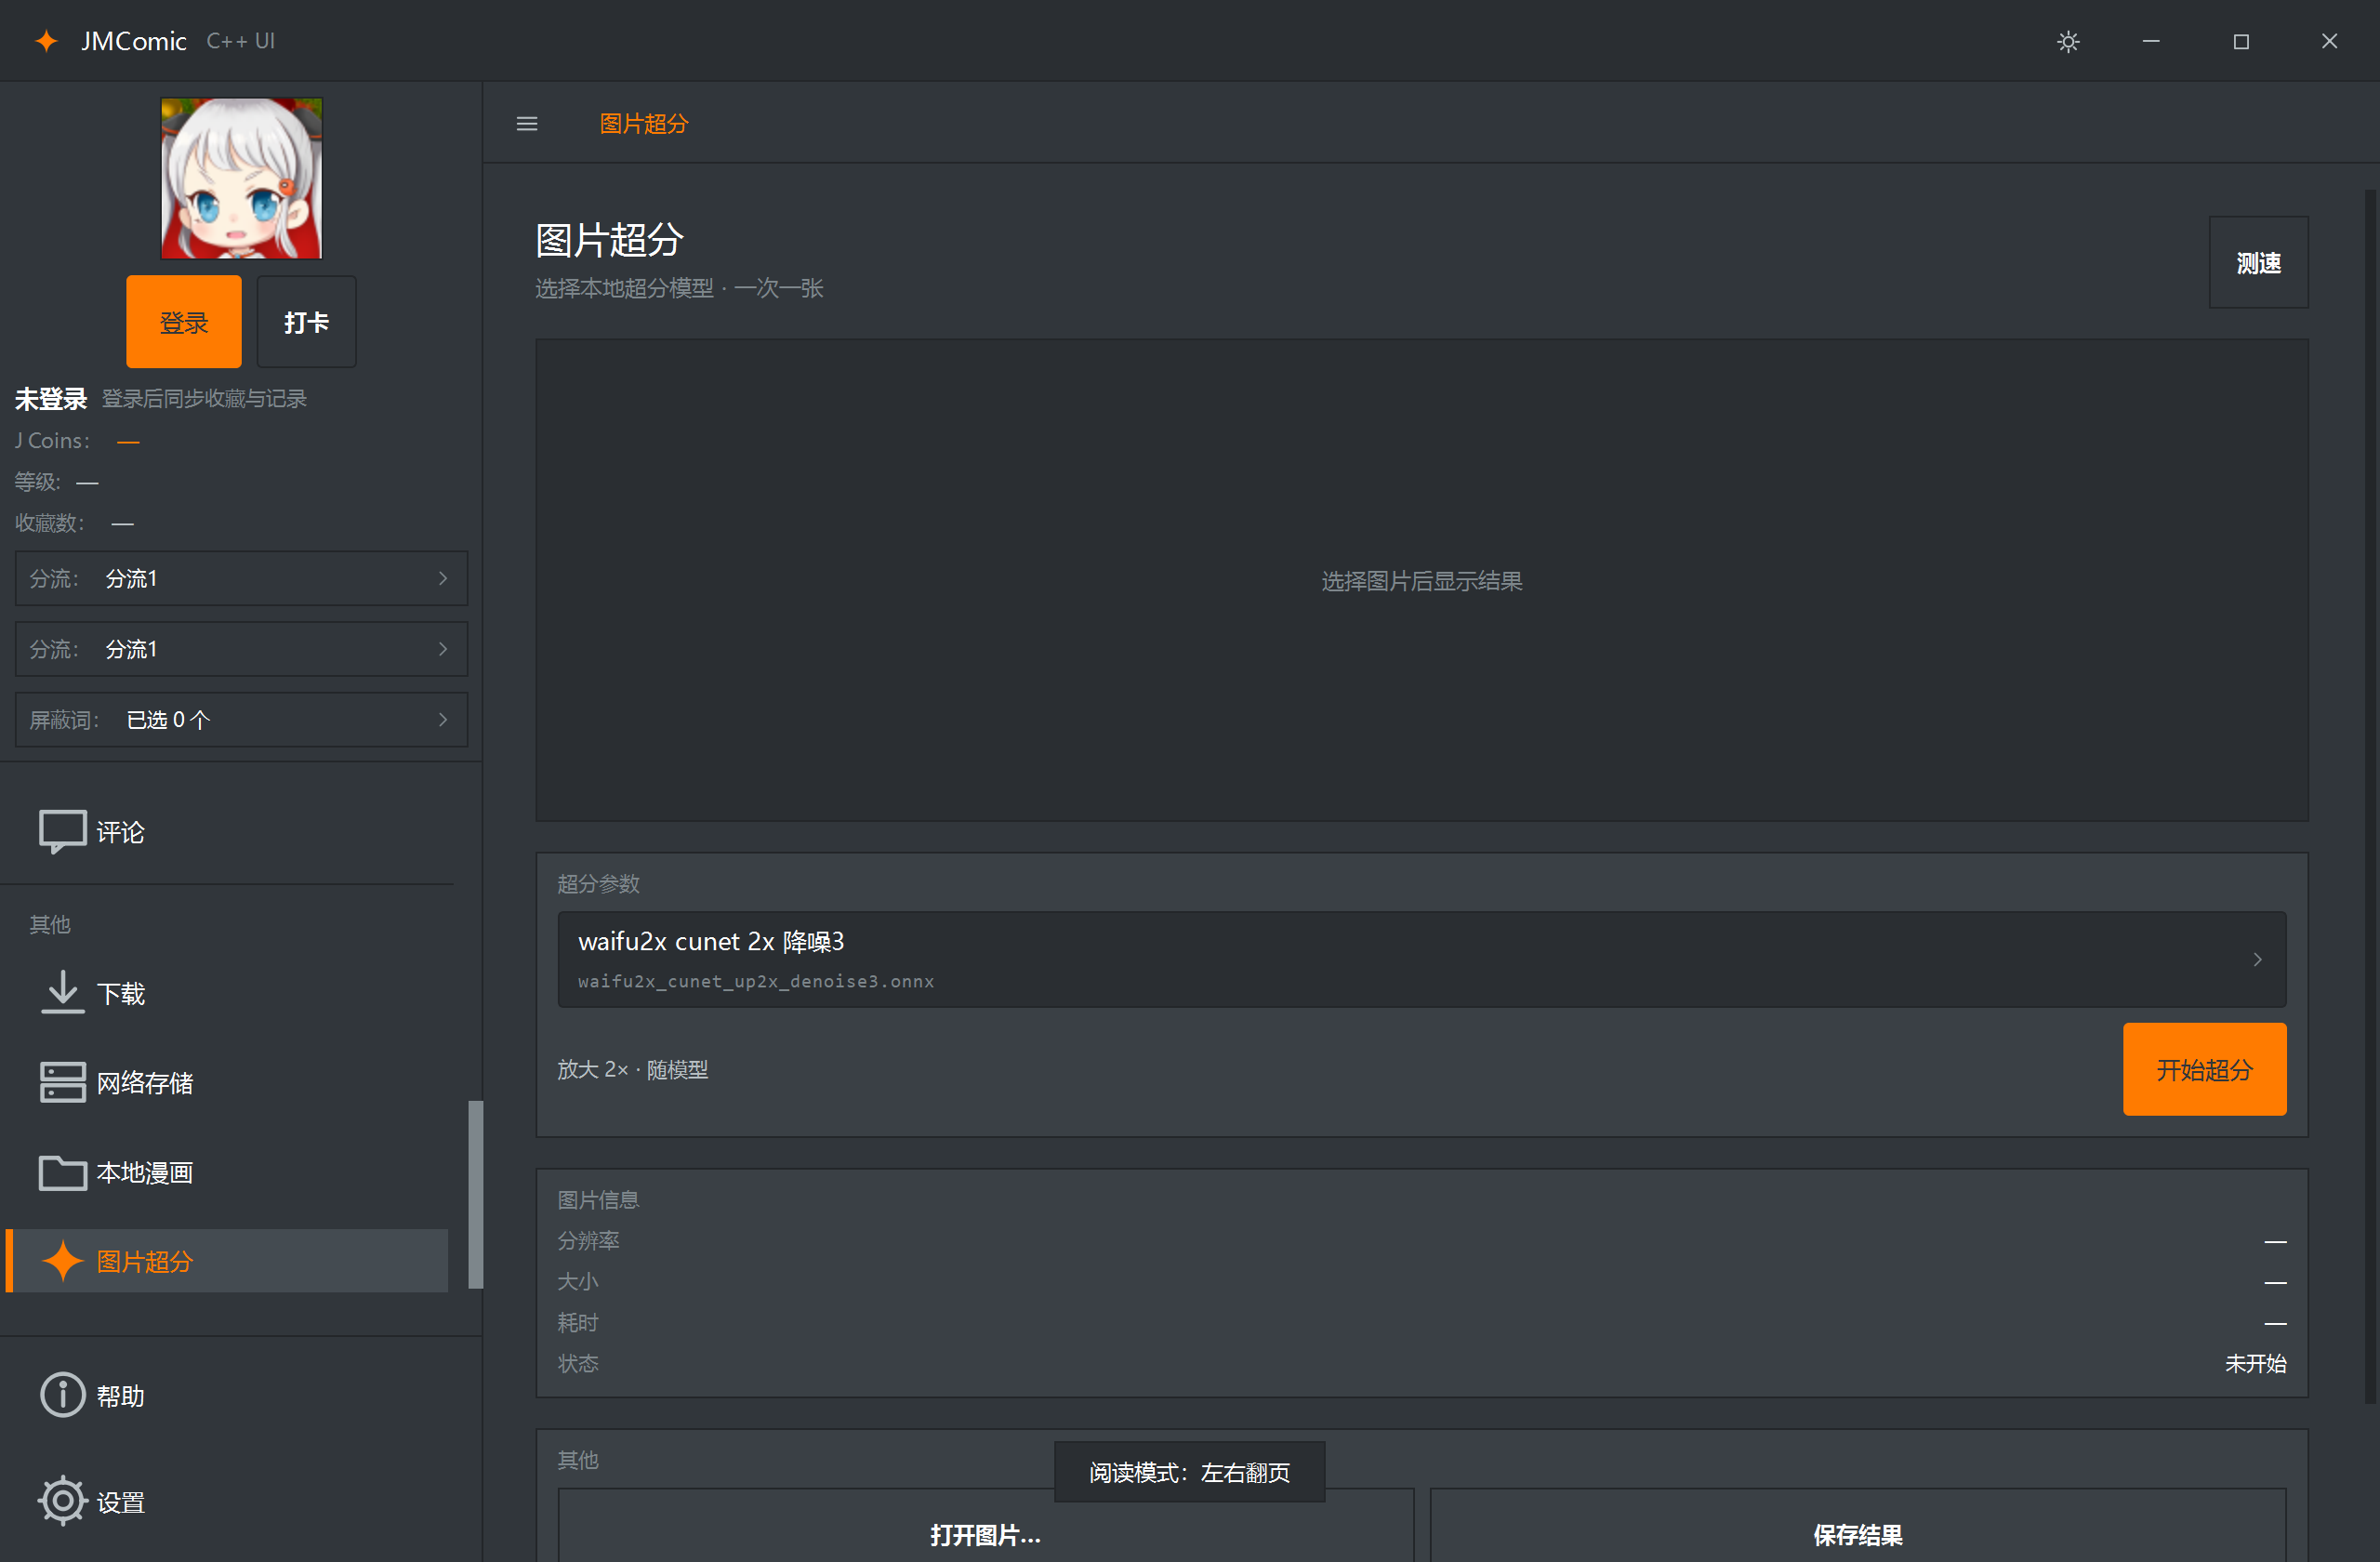 JMComic C++ UI
登录
打卡
未登录 登录后同步收藏与记录
J Coins: —
等级: —
收藏数: —
分流: 分流1
分流: 分流1
屏蔽词: 已选 0 个
评论
其他
下载
网络存储
本地漫画
图片超分
帮助
设置
图片超分
图片超分
选择本地超分模型 · 一次一张
测速
选择图片后显示结果
超分参数
waifu2x cunet 2x 降噪3
waifu2x_cunet_up2x_denoise3.onnx
放大 2× · 随模型
开始超分
图片信息
分辨率 —
大小 —
耗时 —
状态 未开始
其他
阅读模式：左右翻页
打开图片...
保存结果